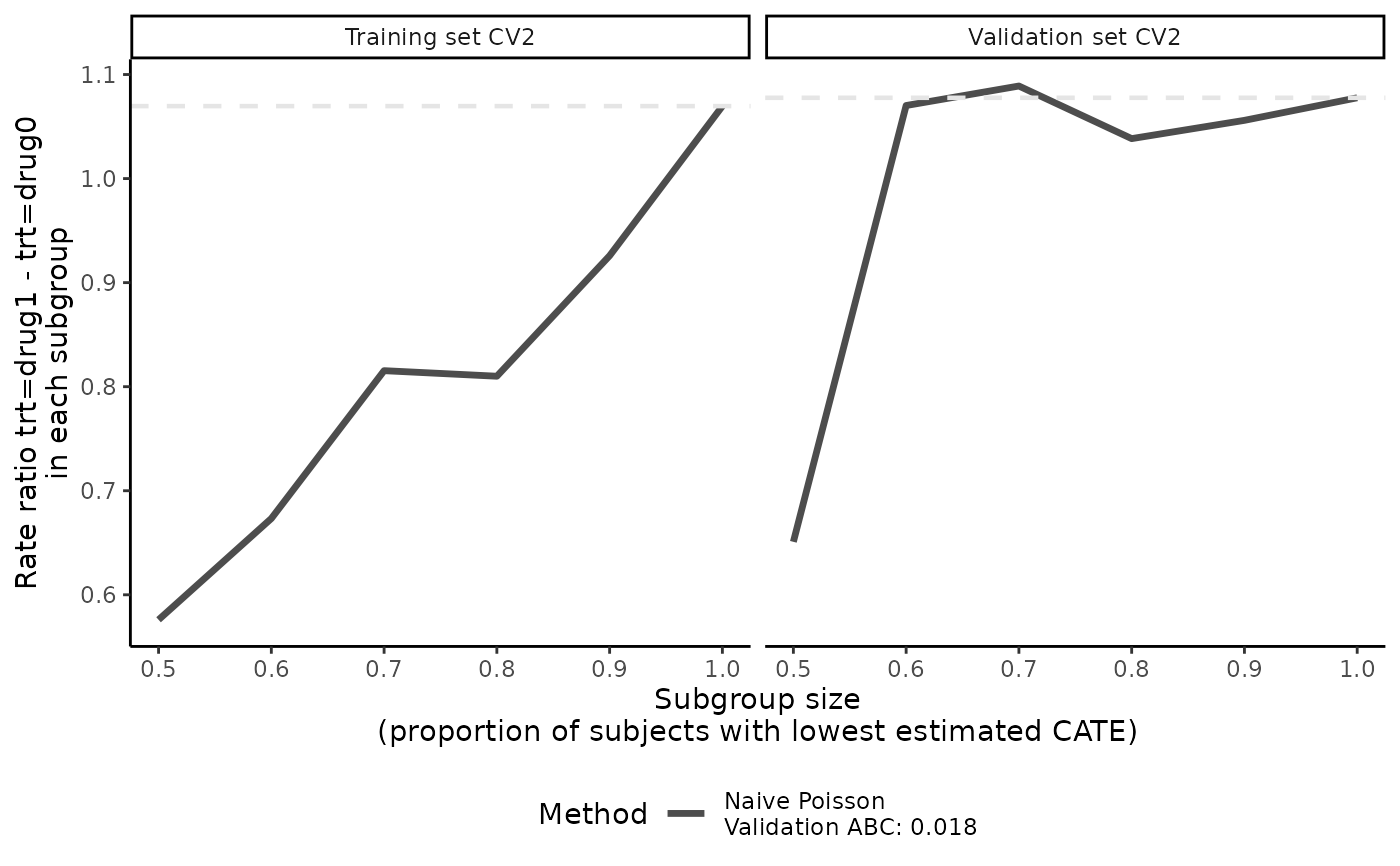 Training set CV2
Validation set CV2
Rate ratio trt=drug1 - trt=drug0
in each subgroup
1.1
1.0
0.9
0.8
0.7
0.6
0.5 0.6 0.7 0.8 0.9 1.0
0.5 0.6 0.7 0.8 0.9 1.0
Subgroup size
(proportion of subjects with lowest estimated CATE)
Method
Naive Poisson
Validation ABC: 0.018